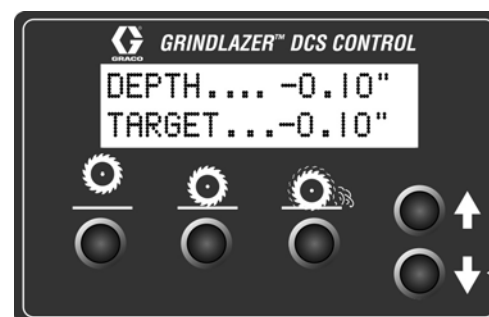 GRACO
GRINDLAZER™ DCS CONTROL
DEPTH.... -0.10"
TARGET...-0.10"